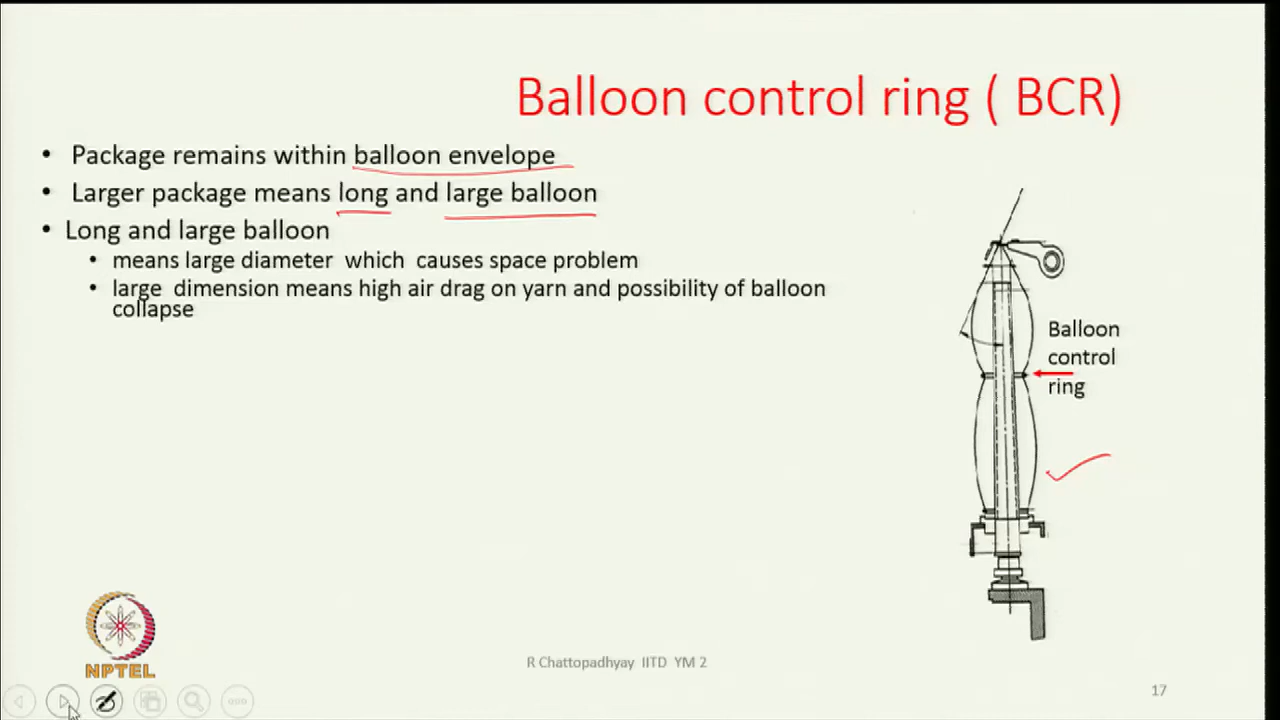 Balloon control ring ( BCR)
• Package remains within balloon envelope
• Larger package means long and large balloon
• Long and large balloon
• means large diameter which causes space problem
• large dimension means high air drag on yarn and possibility of balloon
collapse
Balloon
control
ring
NPTEL
R Chattopadhyay IITD YM 2
17